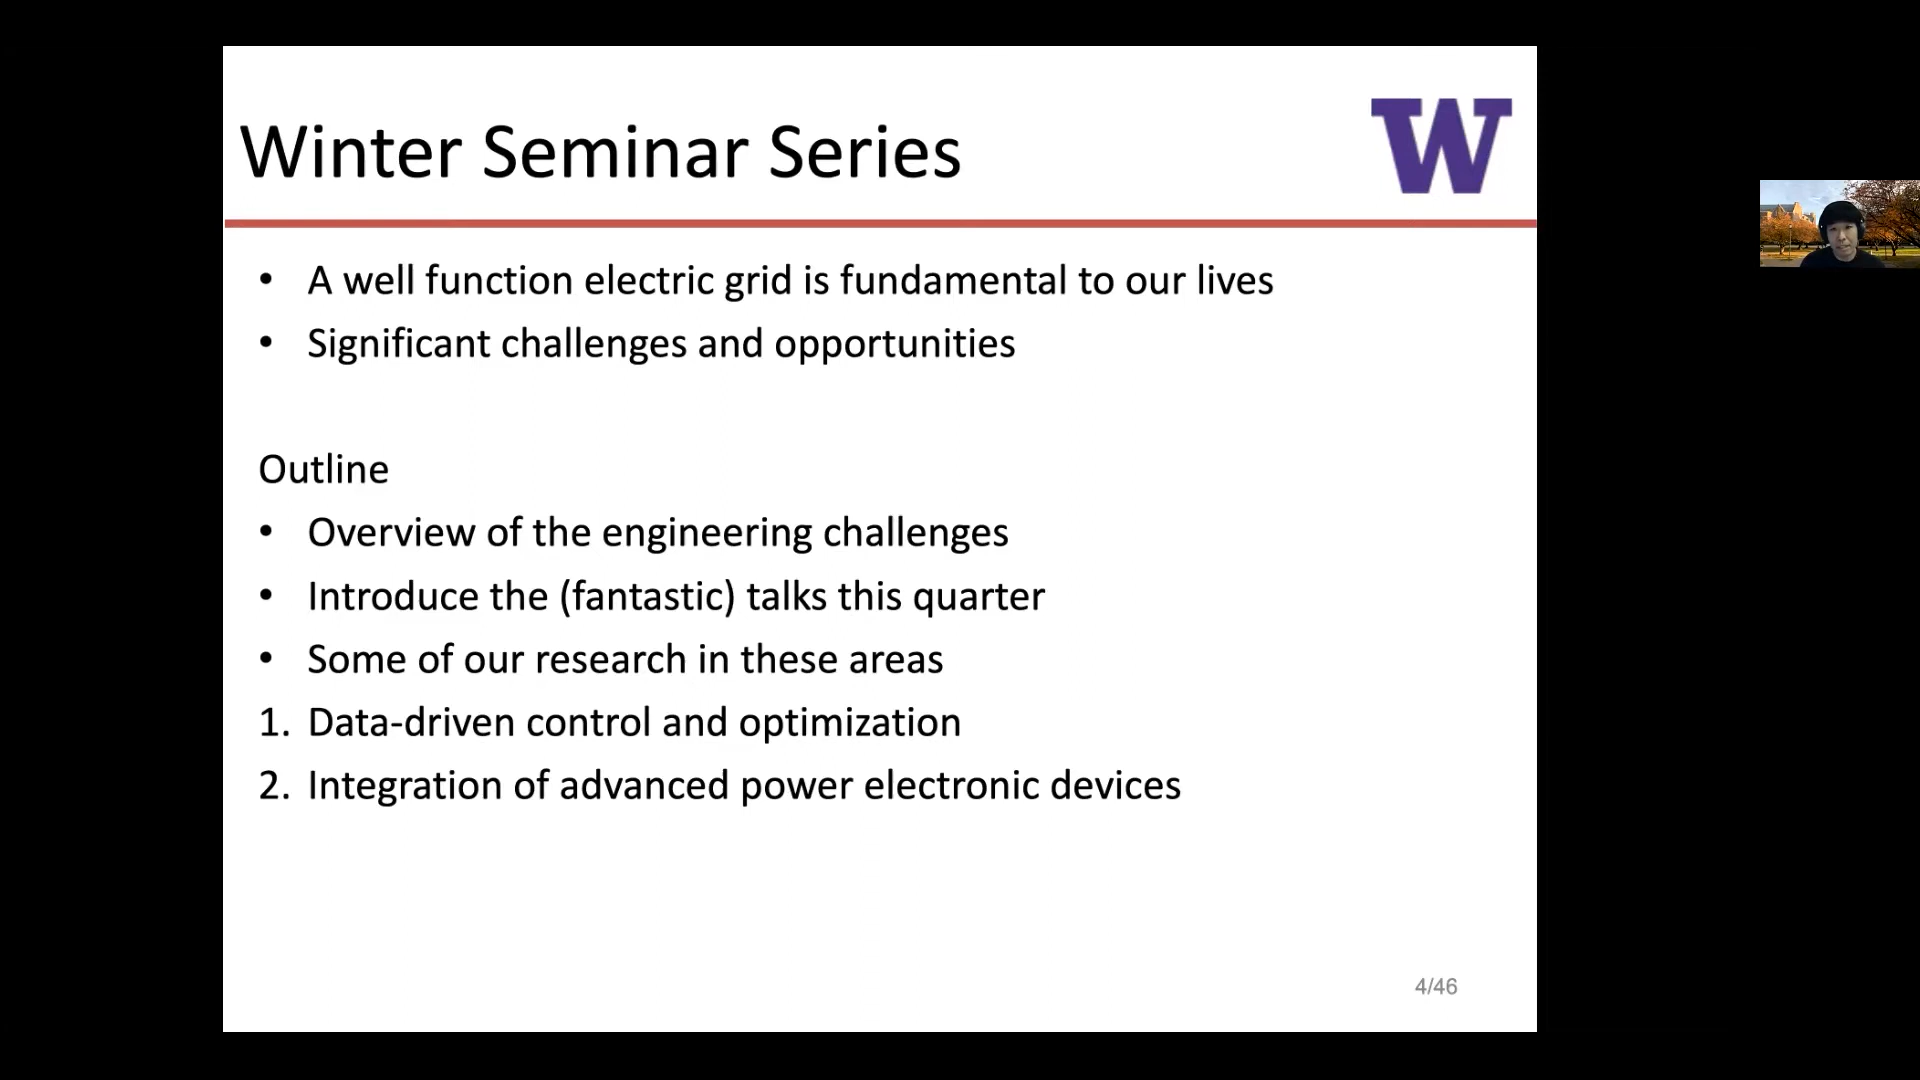 Winter Seminar Series
W
• A well function electric grid is fundamental to our lives
• Significant challenges and opportunities
Outline
• Overview of the engineering challenges
• Introduce the (fantastic) talks this quarter
• Some of our research in these areas
1. Data-driven control and optimization
2. Integration of advanced power electronic devices
4/46